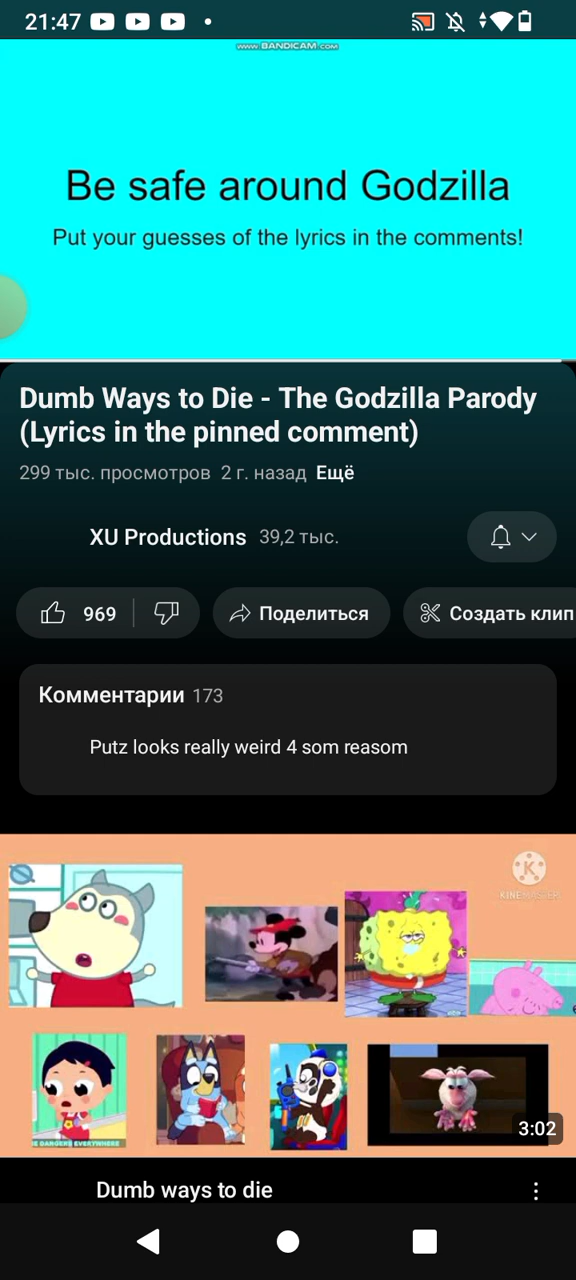 21:47
www.BANDICAM.com
Be safe around Godzilla
Put your guesses of the lyrics in the comments!
Dumb Ways to Die - The Godzilla Parody
(Lyrics in the pinned comment)
299 тыс. просмотров 2 г. назад Ещё
XU Productions 39,2 тыс.
969
Поделиться
Создать клип
Комментарии 173
Putz looks really weird 4 som reasom
K
KINEMASTER
E DANGERS EVERYWHERE
3:02
Dumb ways to die